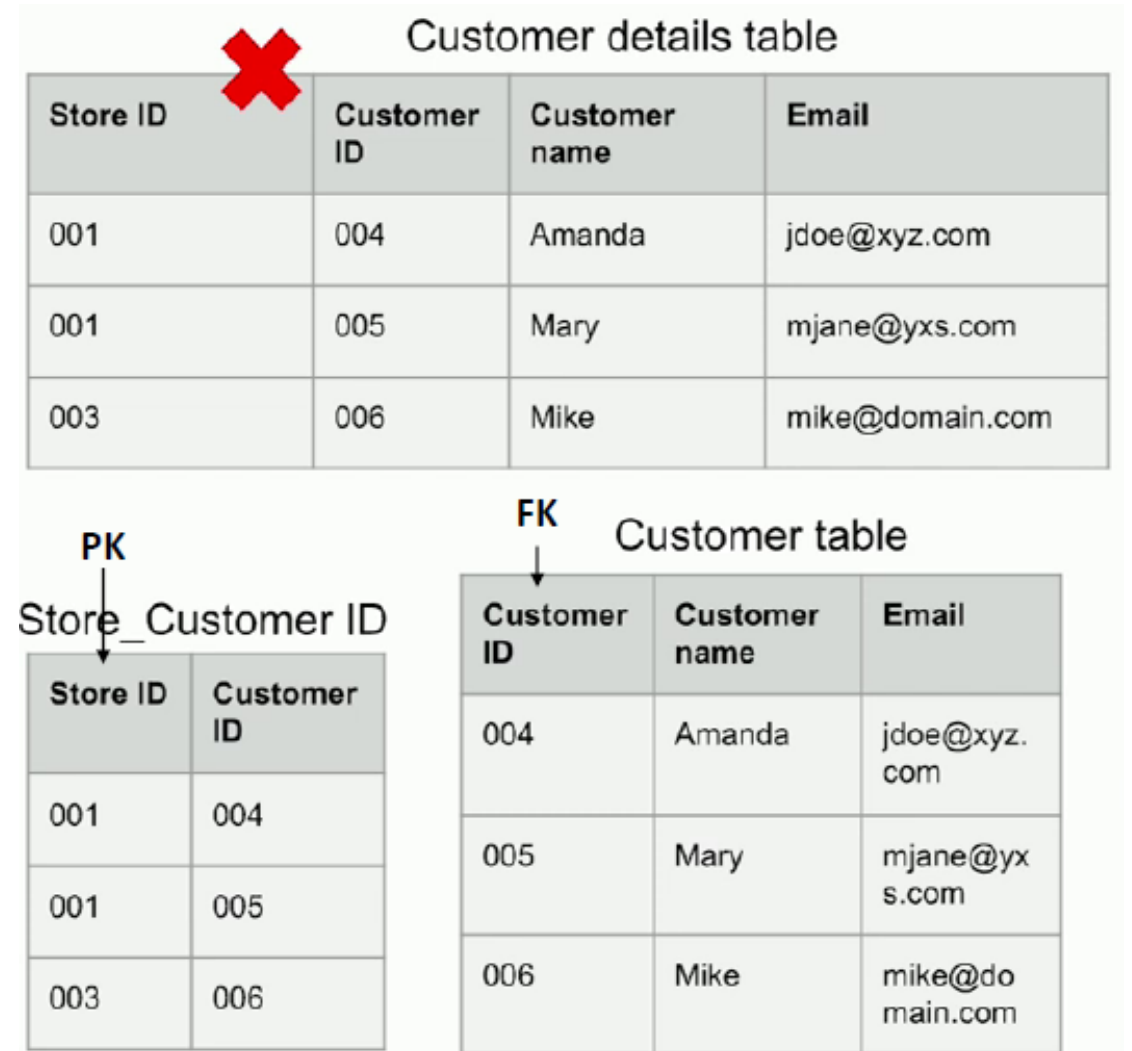 Customer details table
Store ID Customer ID Customer name Email
001 004 Amanda jdoe@xyz.com
001 005 Mary mjane@yxs.com
003 006 Mike mike@domain.com
PK
Store_Customer ID
Store ID Customer ID
001 004
001 005
003 006
FK
Customer table
Customer ID Customer name Email
004 Amanda jdoe@xyz.
com
005 Mary mjane@yx
s.com
006 Mike mike@do
main.com